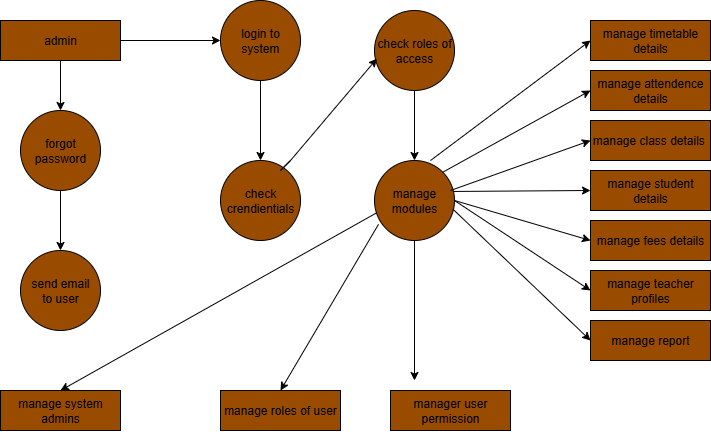 admin
login to
system
check roles of
access
manage timetable
details
manage attendence
details
manage class details
forgot
password
check
crendientials
manage
modules
manage student
details
manage fees details
send email
to user
manage teacher
profiles
manage report
manage system
admins
manage roles of user
manager user
permission